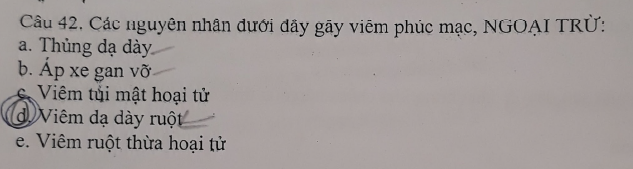 Câu 42. Các nguyên nhân dưới đây gây viêm phúc mạc, NGOẠI TRỪ:
a. Thủng dạ dày
b. Áp xe gan vỡ
c. Viêm túi mật hoại tử
d. Viêm dạ dày ruột
e. Viêm ruột thừa hoại tử